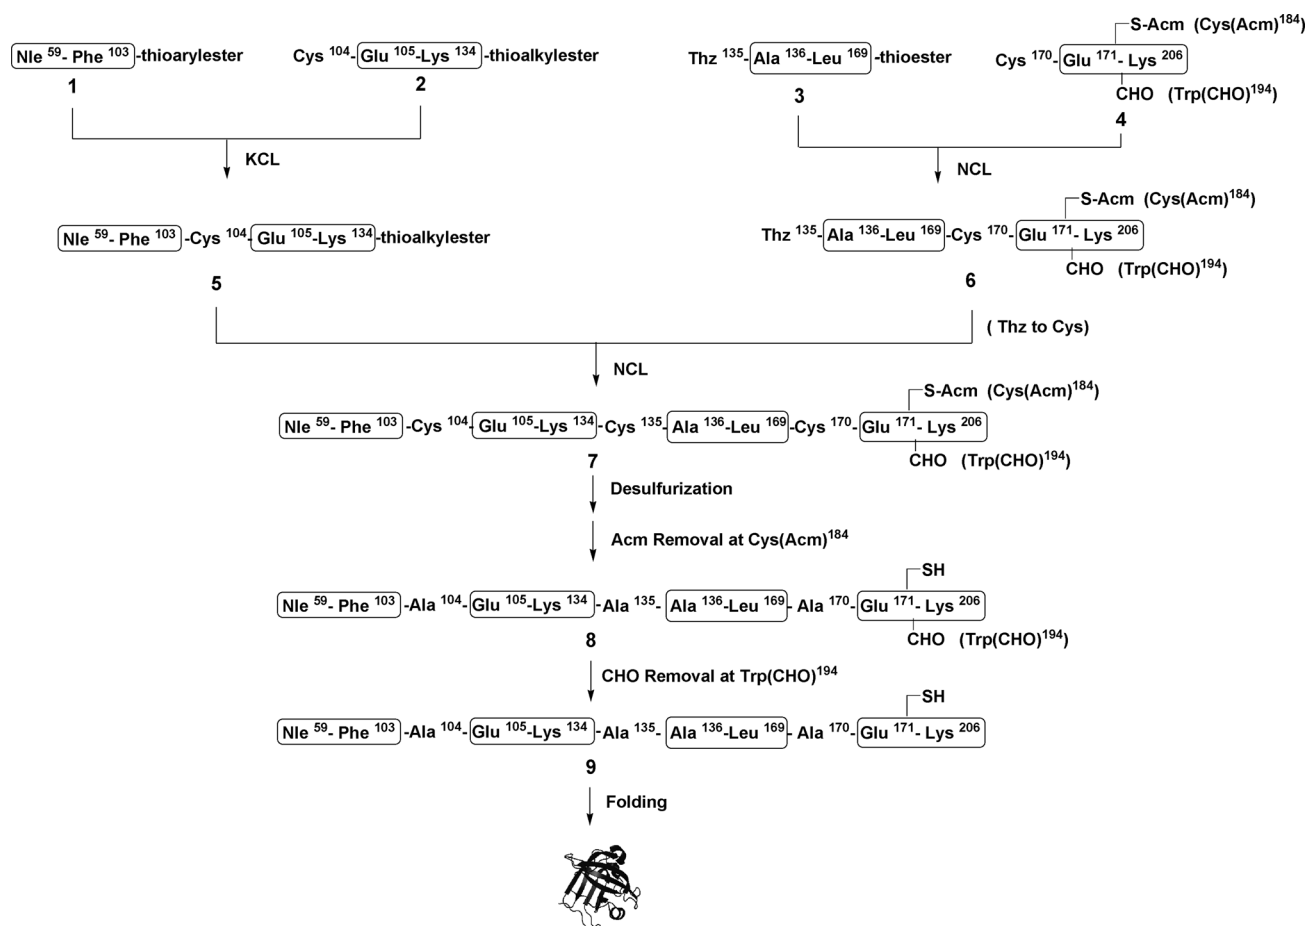 S-Acm (Cys(Acm)184)
Nle 59- Phe 103 -thioarylester
Cys 104- Glu 105-Lys 134 -thioalkylester
Thz 135- Ala 136-Leu 169 -thioester
Cys 170- Glu 171- Lys 206
1
2
3
CHO (Trp(CHO)194)
4
KCL
NCL
S-Acm (Cys(Acm)184)
Nle 59- Phe 103 -Cys 104- Glu 105-Lys 134 -thioalkylester
Thz 135- Ala 136-Leu 169 -Cys 170- Glu 171- Lys 206
CHO (Trp(CHO)194)
5
6
( Thz to Cys)
NCL
S-Acm (Cys(Acm)184)
Nle 59- Phe 103 -Cys 104- Glu 105-Lys 134 -Cys 135- Ala 136-Leu 169 -Cys 170- Glu 171- Lys 206
7
CHO (Trp(CHO)194)
Desulfurization
Acm Removal at Cys(Acm)184
SH
Nle 59- Phe 103 -Ala 104- Glu 105-Lys 134 -Ala 135- Ala 136-Leu 169 - Ala 170- Glu 171- Lys 206
8
CHO (Trp(CHO)194)
CHO Removal at Trp(CHO)194
SH
Nle 59- Phe 103 -Ala 104- Glu 105-Lys 134 -Ala 135- Ala 136-Leu 169 - Ala 170- Glu 171- Lys 206
9
Folding